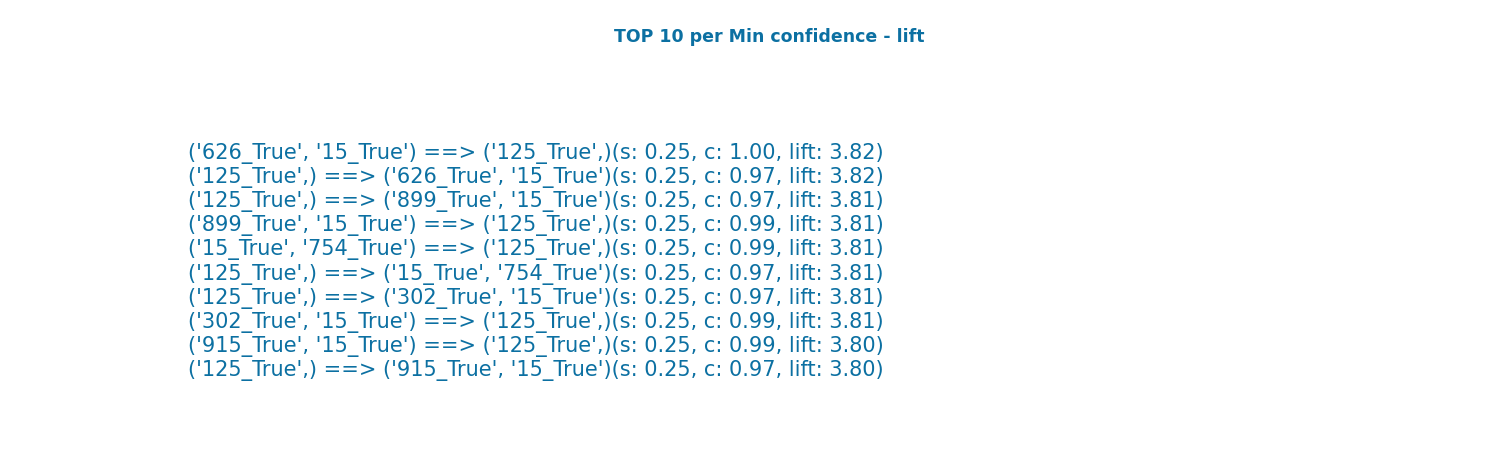 TOP 10 per Min confidence - lift
('626_True', '15_True') ==> ('125_True',)(s: 0.25, c: 1.00, lift: 3.82)
('125_True',) ==> ('626_True', '15_True')(s: 0.25, c: 0.97, lift: 3.82)
('125_True',) ==> ('899_True', '15_True')(s: 0.25, c: 0.97, lift: 3.81)
('899_True', '15_True') ==> ('125_True',)(s: 0.25, c: 0.99, lift: 3.81)
('15_True', '754_True') ==> ('125_True',)(s: 0.25, c: 0.99, lift: 3.81)
('125_True',) ==> ('15_True', '754_True')(s: 0.25, c: 0.97, lift: 3.81)
('125_True',) ==> ('302_True', '15_True')(s: 0.25, c: 0.97, lift: 3.81)
('302_True', '15_True') ==> ('125_True',)(s: 0.25, c: 0.99, lift: 3.81)
('915_True', '15_True') ==> ('125_True',)(s: 0.25, c: 0.99, lift: 3.80)
('125_True',) ==> ('915_True', '15_True')(s: 0.25, c: 0.97, lift: 3.80)